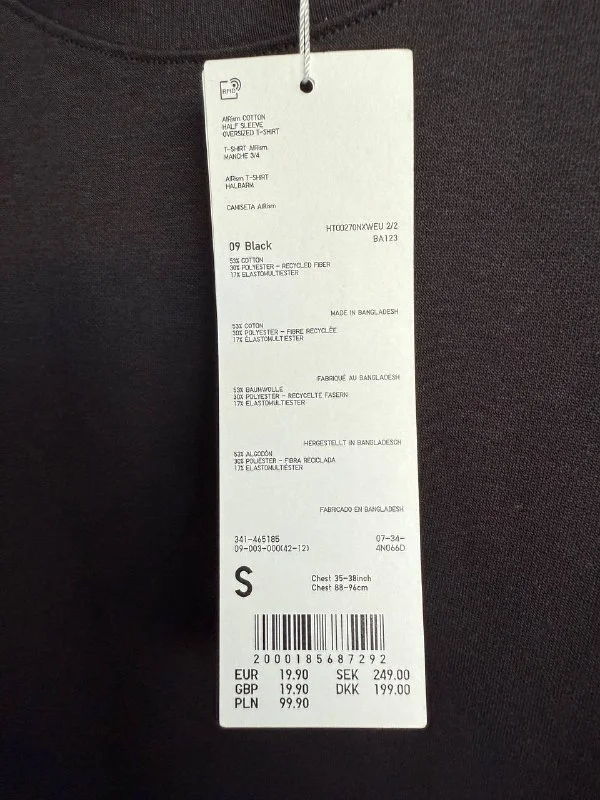 RFID
AIRism COTTON
HALF SLEEVE
OVERSIZED T-SHIRT
T-SHIRT AIRism
MANCHE 3/4
AIRism T-SHIRT
HALBARM
CAMISETA AIRism
HT00270NXWEU 2/2
09 Black
BA123
53% COTTON
30% POLYESTER – RECYCLED FIBER
17% ELASTOMULTIESTER
MADE IN BANGLADESH
53% COTON
30% POLYESTER – FIBRE RECYCLÉE
17% ÉLASTOMULTIESTER
FABRIQUÉ AU BANGLADESH
53% BAUMWOLLE
30% POLYESTER – RECYCELTE FASERN
17% ELASTOMULTIESTER
HERGESTELLT IN BANGLADESCH
53% ALGODÓN
30% POLIÉSTER – FIBRA RECICLADA
17% ELASTOMULTIÉSTER
FABRICADO EN BANGLADESH
341-465185 07-34-
09-003-000(42-12) 4N066D
S
Chest 35-38inch
Chest 88-96cm
2000185687292
EUR 19.90 SEK 249.00
GBP 19.90 DKK 199.00
PLN 99.90